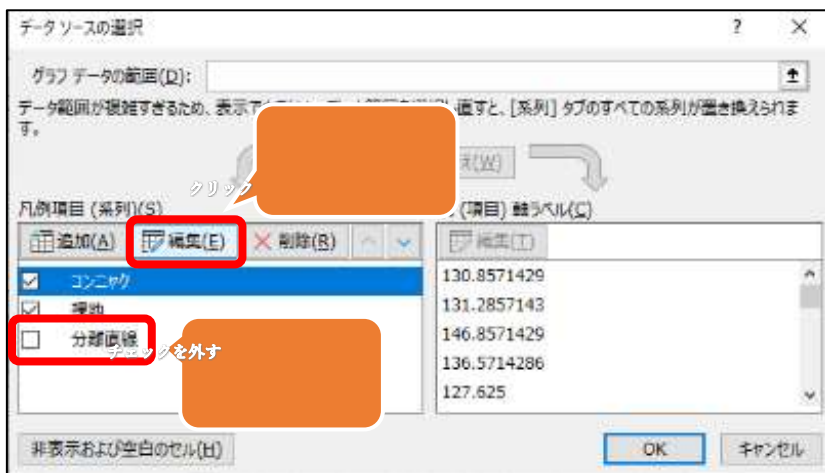 データ ソースの選択
?
×
グラフ データの範囲(D):
データ範囲が複雑すぎるため、表示で
直すと、[系列] タブのすべての系列が置き換えられま
す。
(W)
クリック
凡例項目 (系列)(S)
(項目) 軸ラベル(C)
追加(A)
編集(E)
削除(R)
編集(T)
コンニャク
分離直線
チェックを外す
130.8571429
131.2857143
146.8571429
136.5714286
127.625
非表示および空白のセル(H)
OK
キャンセル